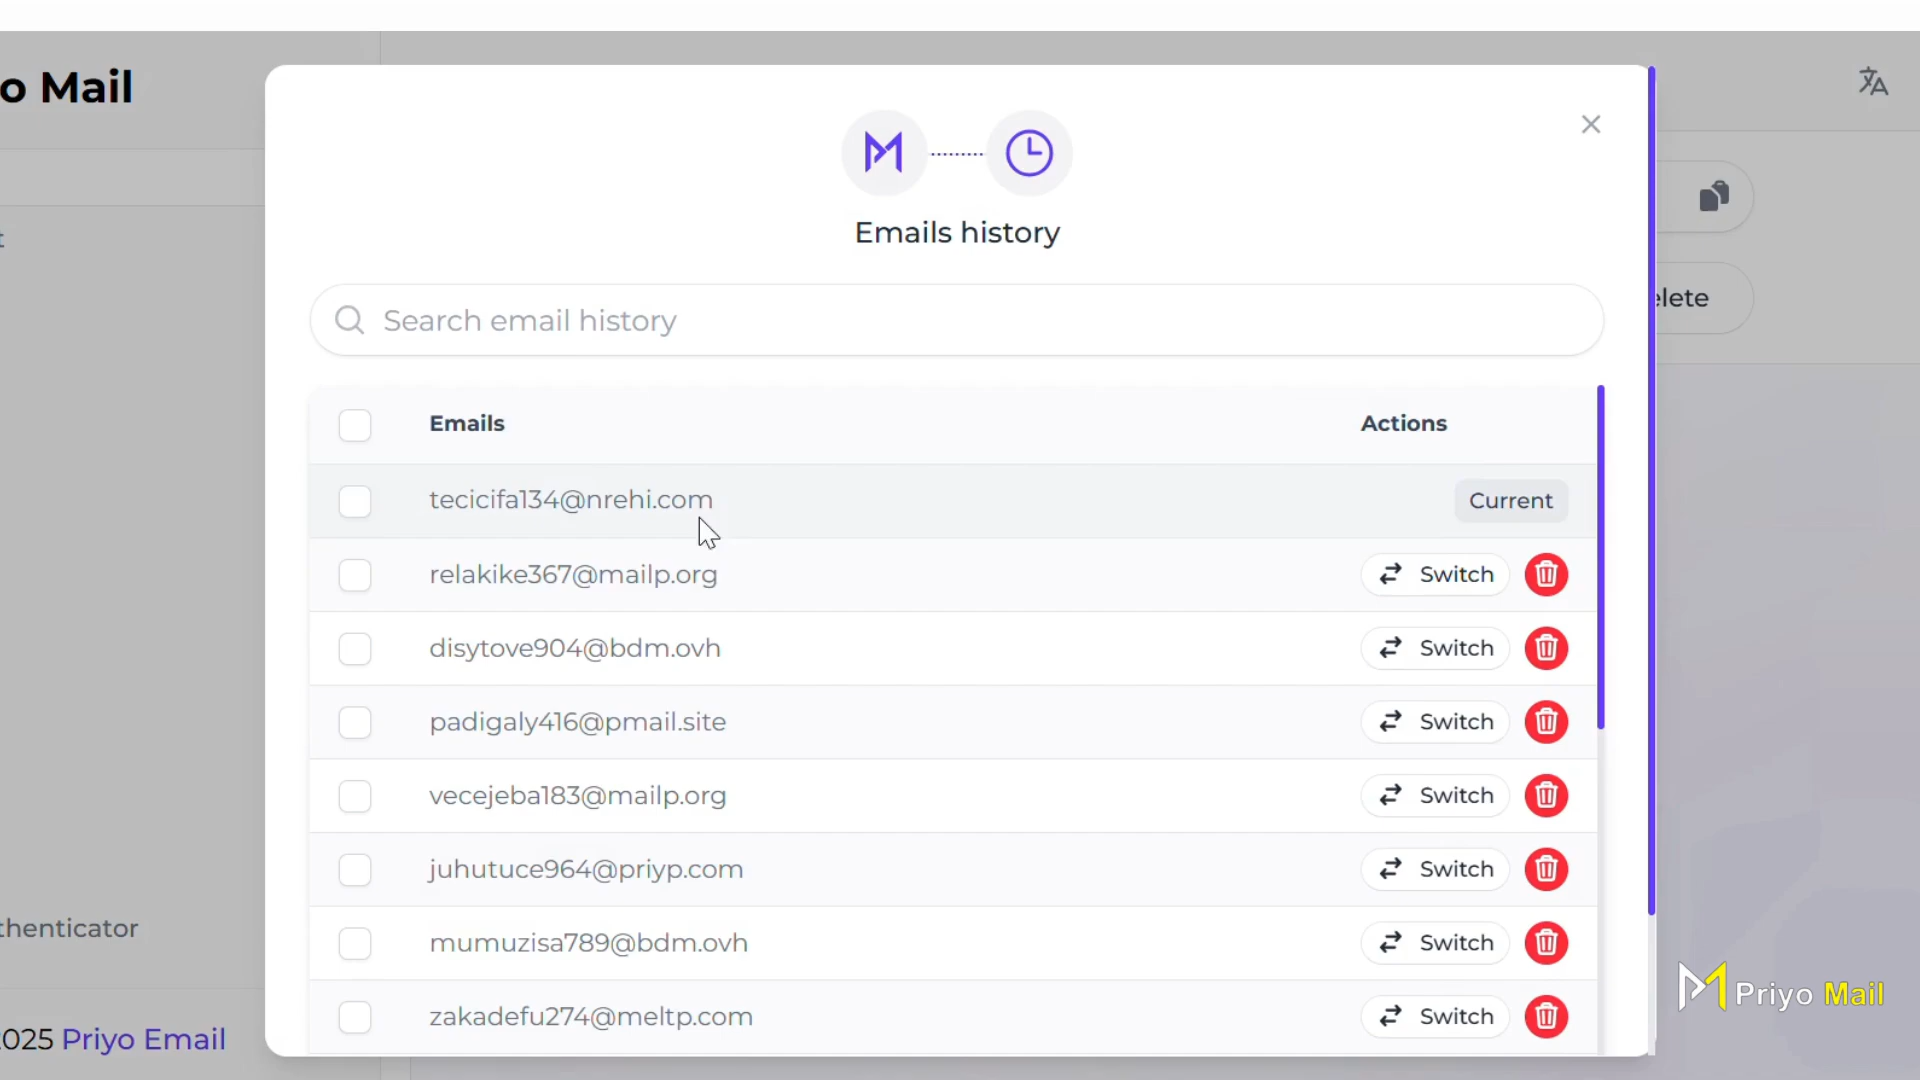 o Mail
Emails history
Search email history
elete
Emails Actions
tecicifa134@nrehi.com Current
relakike367@mailp.org Switch
disytove904@bdm.ovh Switch
padigaly416@pmail.site Switch
vecejeba183@mailp.org Switch
juhutuce964@priyp.com Switch
thenticator
mumuzisa789@bdm.ovh Switch
zakadefu274@meltp.com Switch
Priyo Mail
2025 Priyo Email